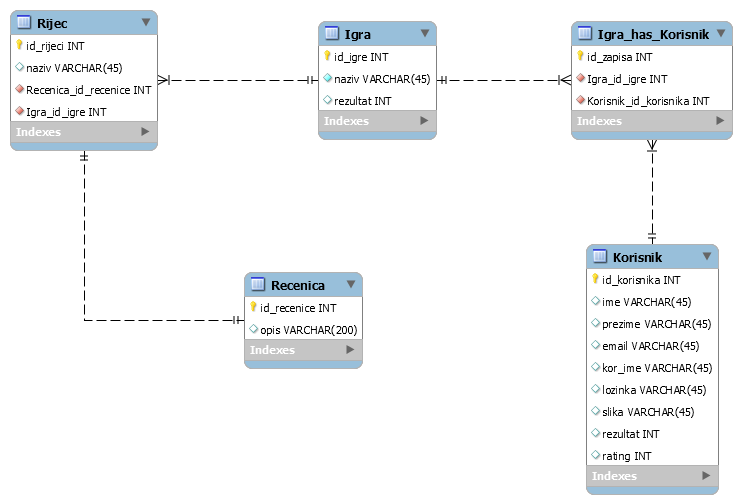 Rijec
id_rijeci INT
naziv VARCHAR(45)
Recenica_id_recenice INT
Igra_id_igre INT
Indexes
Igra
id_igre INT
naziv VARCHAR(45)
rezultat INT
Indexes
Igra_has_Korisnik
id_zapisa INT
Igra_id_igre INT
Korisnik_id_korisnika INT
Indexes
Recenica
id_recenice INT
opis VARCHAR(200)
Indexes
Korisnik
id_korisnika INT
ime VARCHAR(45)
prezime VARCHAR(45)
email VARCHAR(45)
kor_ime VARCHAR(45)
lozinka VARCHAR(45)
slika VARCHAR(45)
rezultat INT
rating INT
Indexes